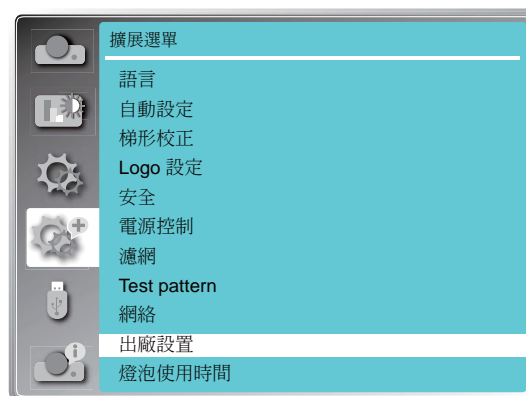 擴展選單
語言
自動設定
梯形校正
Logo 設定
安全
電源控制
濾網
Test pattern
網絡
出廠設置
燈泡使用時間